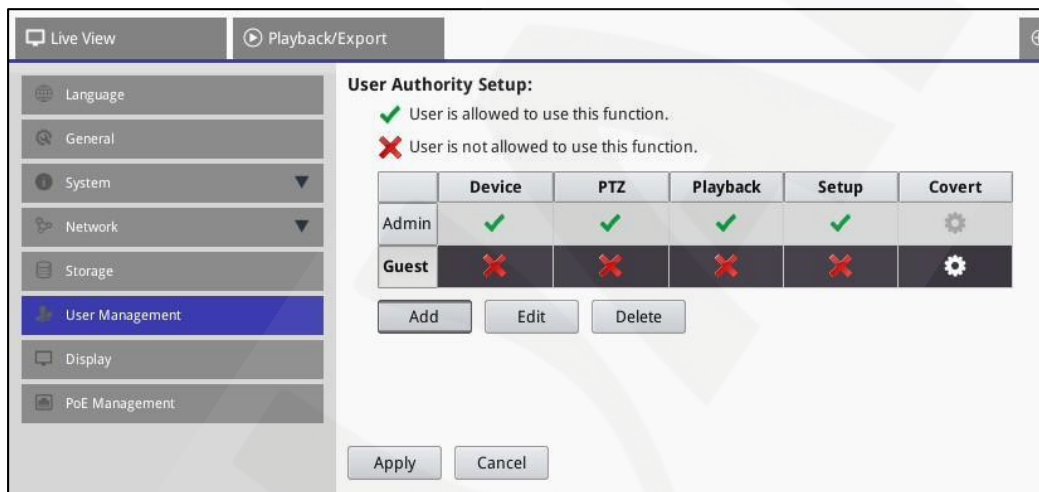 Live View
Playback/Export
Language
General
System
Network
Storage
User Management
Display
PoE Management
User Authority Setup:
User is allowed to use this function.
User is not allowed to use this function.
Device PTZ Playback Setup Covert
Admin
Guest
Add Edit Delete
Apply Cancel